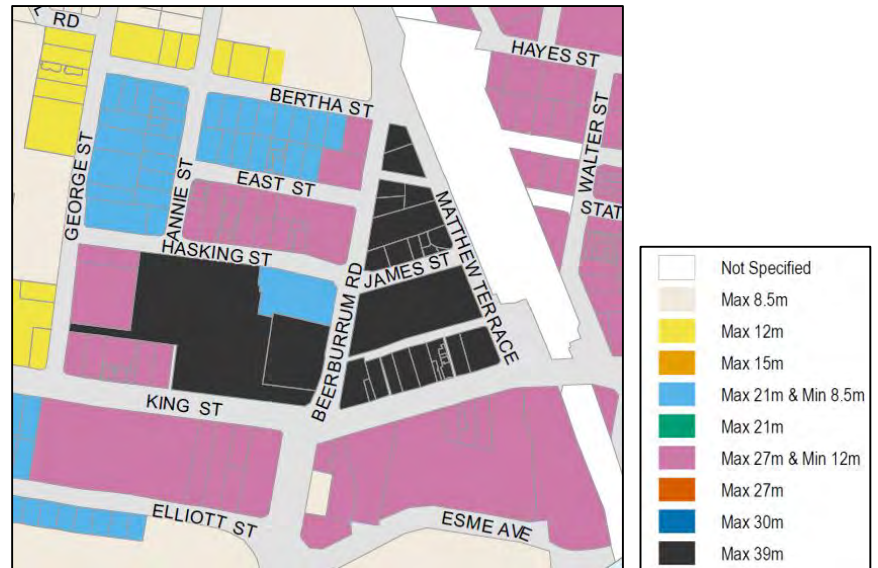 RD
HAYES ST
BERTHA ST
WALTER ST
GEORGE ST
ANNIE ST
EAST ST
STAT
MATTHEW TERRACE
HASKING ST
JAMES ST
BEERBURRUM RD
KING ST
ELLIOTT ST
ESME AVE
Not Specified
Max 8.5m
Max 12m
Max 15m
Max 21m & Min 8.5m
Max 21m
Max 27m & Min 12m
Max 27m
Max 30m
Max 39m